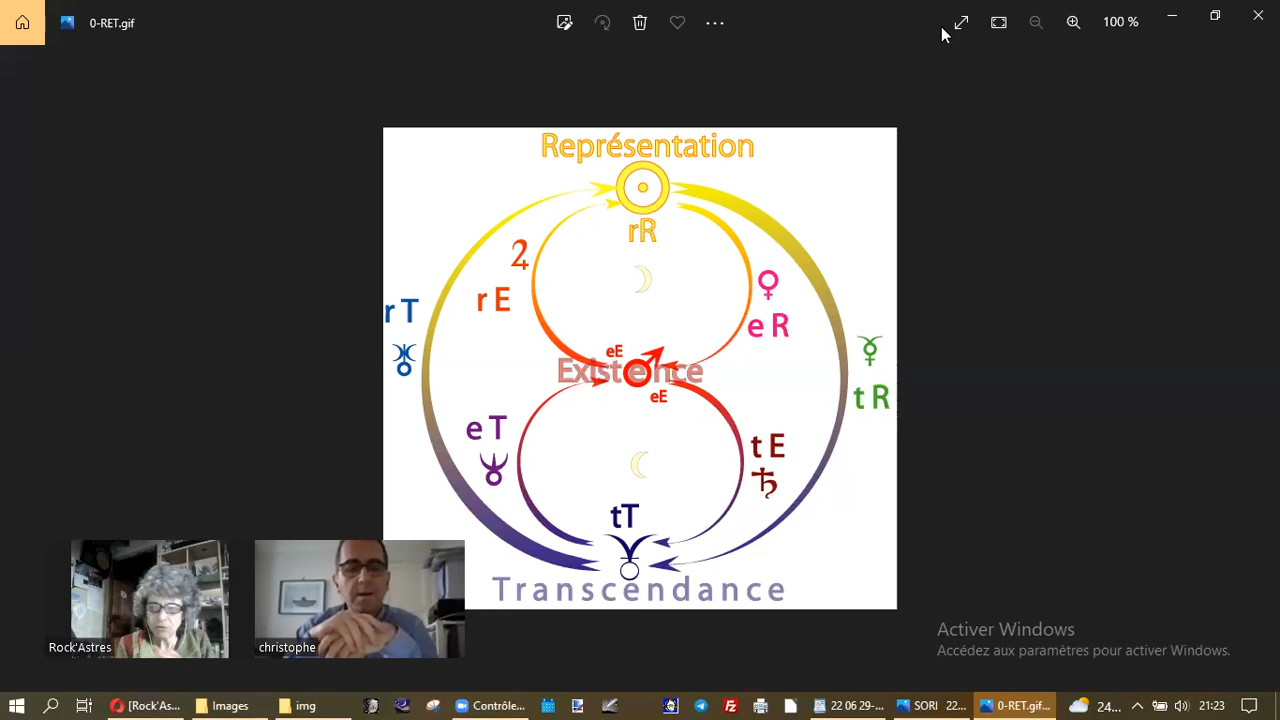 0-RET.gif
100 %
Représentation
rR
r E
e R
r T
t R
eE
Existence
eE
e T
t E
tT
Transcendance
Rock'Astres
christophe
Activer Windows
Accédez aux paramètres pour activer Windows.
[Rock'As...
Images
img
Contrôle...
22 06 29-...
SORI 22...
0-RET.gif...
24...
21:23